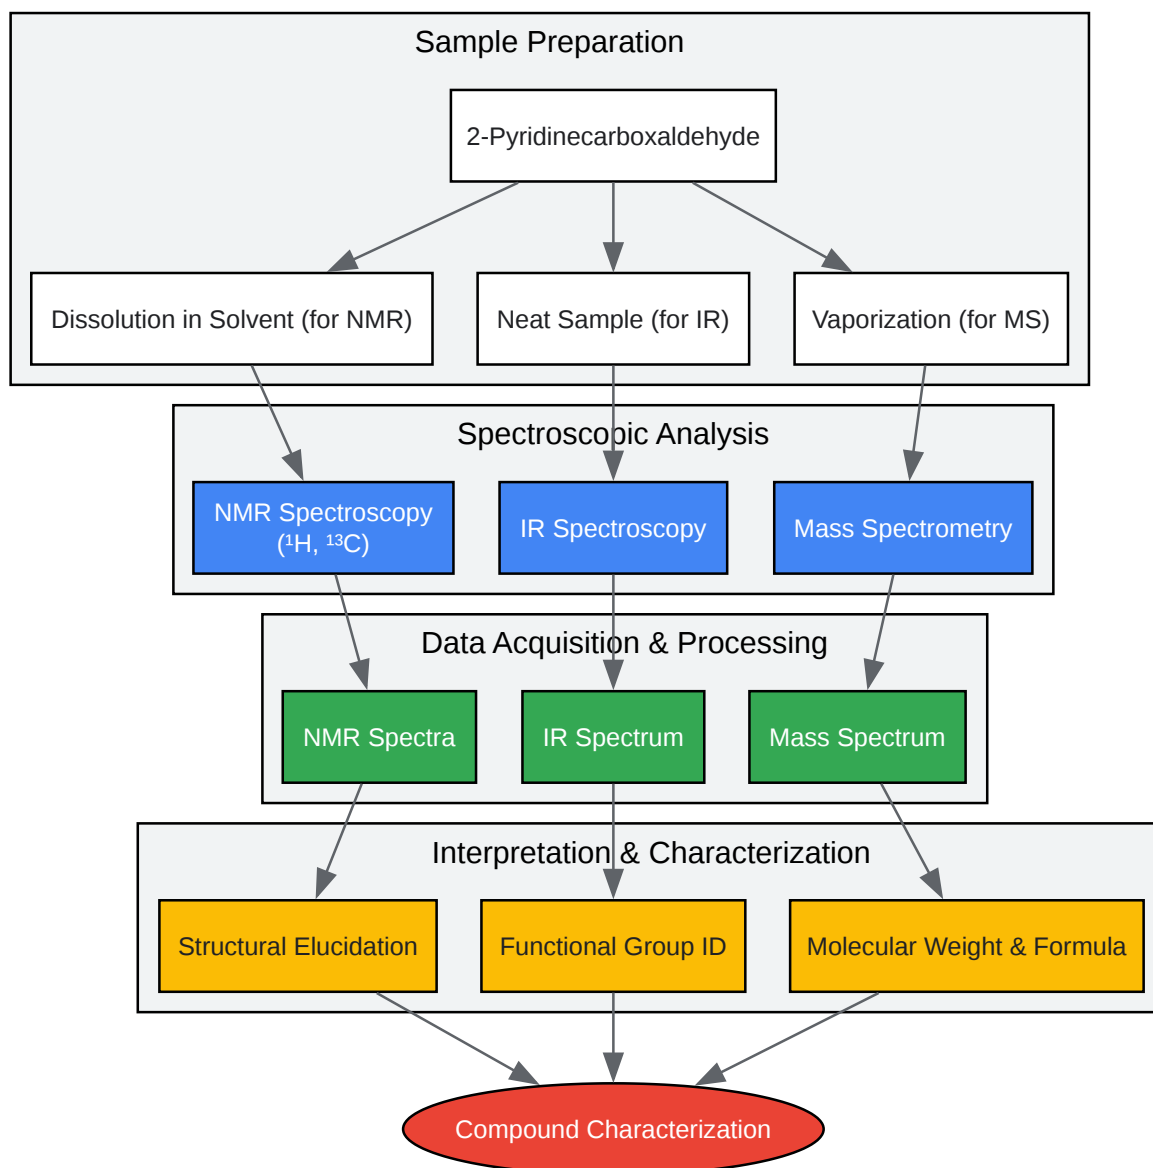 Sample Preparation
2-Pyridinecarboxaldehyde
Dissolution in Solvent (for NMR)
Neat Sample (for IR)
Vaporization (for MS)
Spectroscopic Analysis
NMR Spectroscopy
(¹H, ¹³C)
IR Spectroscopy
Mass Spectrometry
Data Acquisition & Processing
NMR Spectra
IR Spectrum
Mass Spectrum
Interpretation & Characterization
Structural Elucidation
Functional Group ID
Molecular Weight & Formula
Compound Characterization